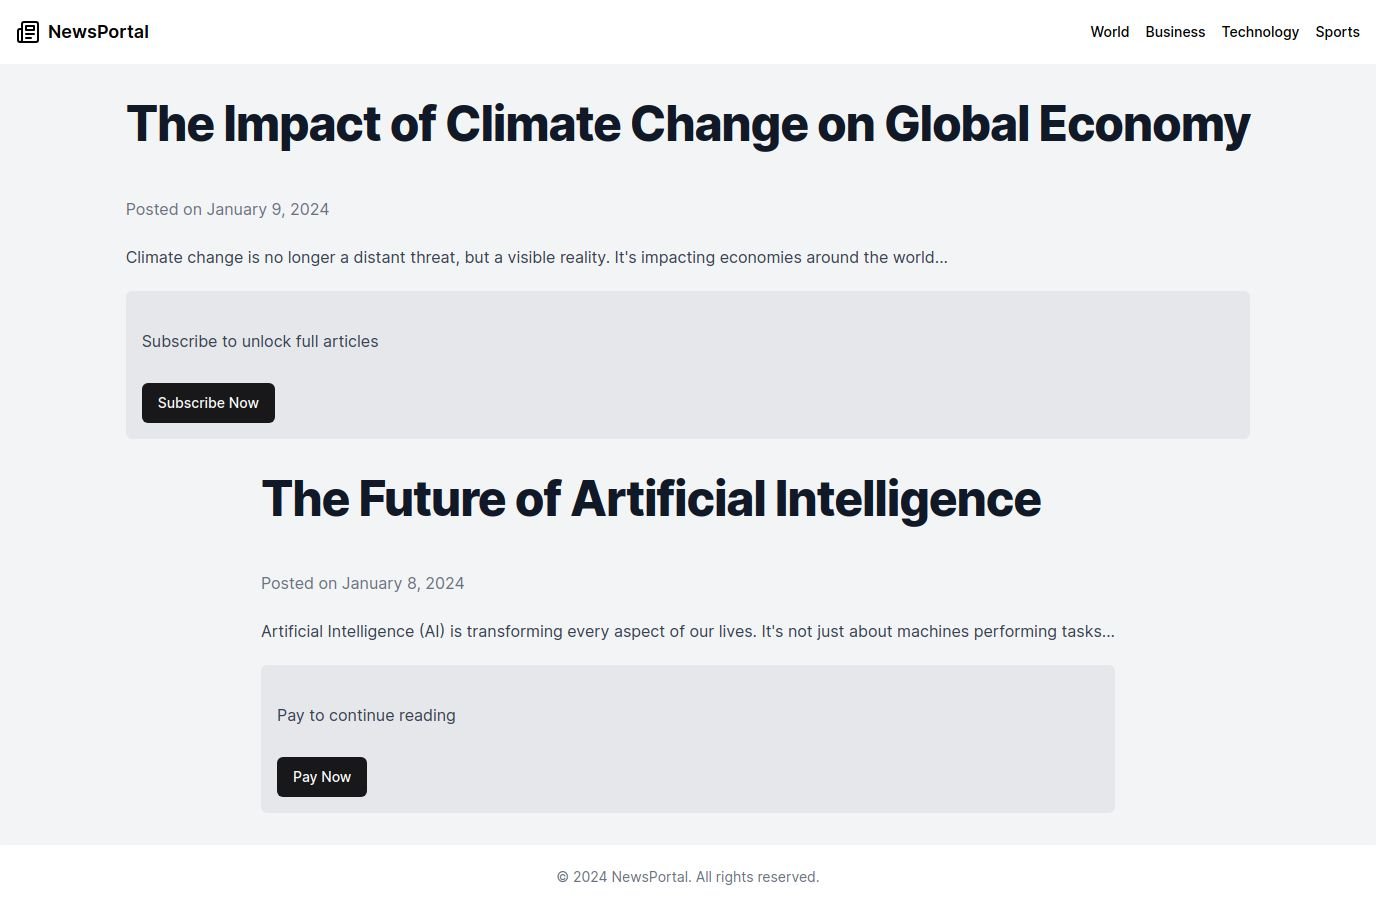 NewsPortal
World Business Technology Sports
The Impact of Climate Change on Global Economy
Posted on January 9, 2024
Climate change is no longer a distant threat, but a visible reality. It's impacting economies around the world...
Subscribe to unlock full articles
Subscribe Now
The Future of Artificial Intelligence
Posted on January 8, 2024
Artificial Intelligence (AI) is transforming every aspect of our lives. It's not just about machines performing tasks...
Pay to continue reading
Pay Now
© 2024 NewsPortal. All rights reserved.